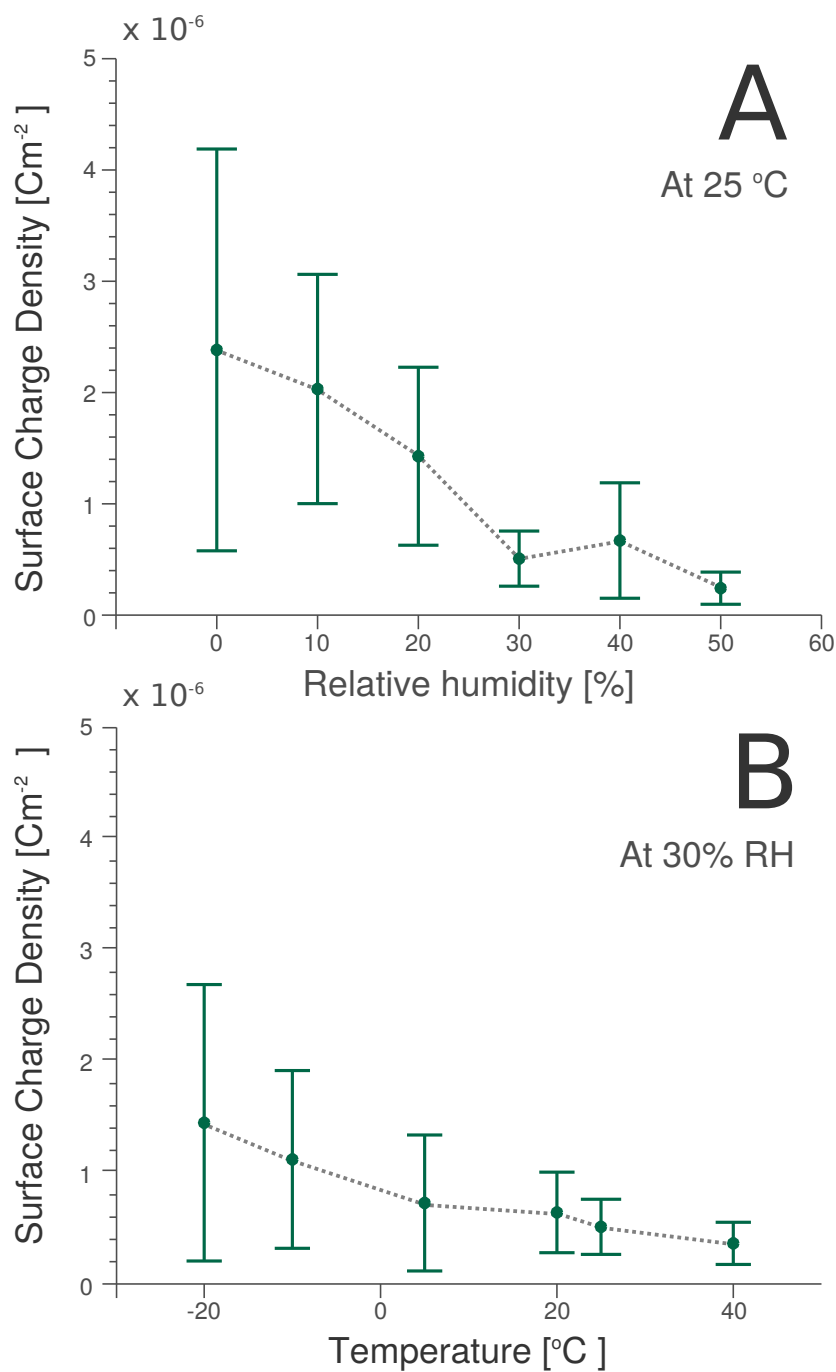 x 10⁻⁶
A
At 25 °C
Surface Charge Density [Cm⁻² ]
5
4
3
2
1
0
0 10 20 30 40 50 60
Relative humidity [%]
x 10⁻⁶
B
At 30% RH
Surface Charge Density [Cm⁻² ]
5
4
3
2
1
0
-20 0 20 40
Temperature [°C ]